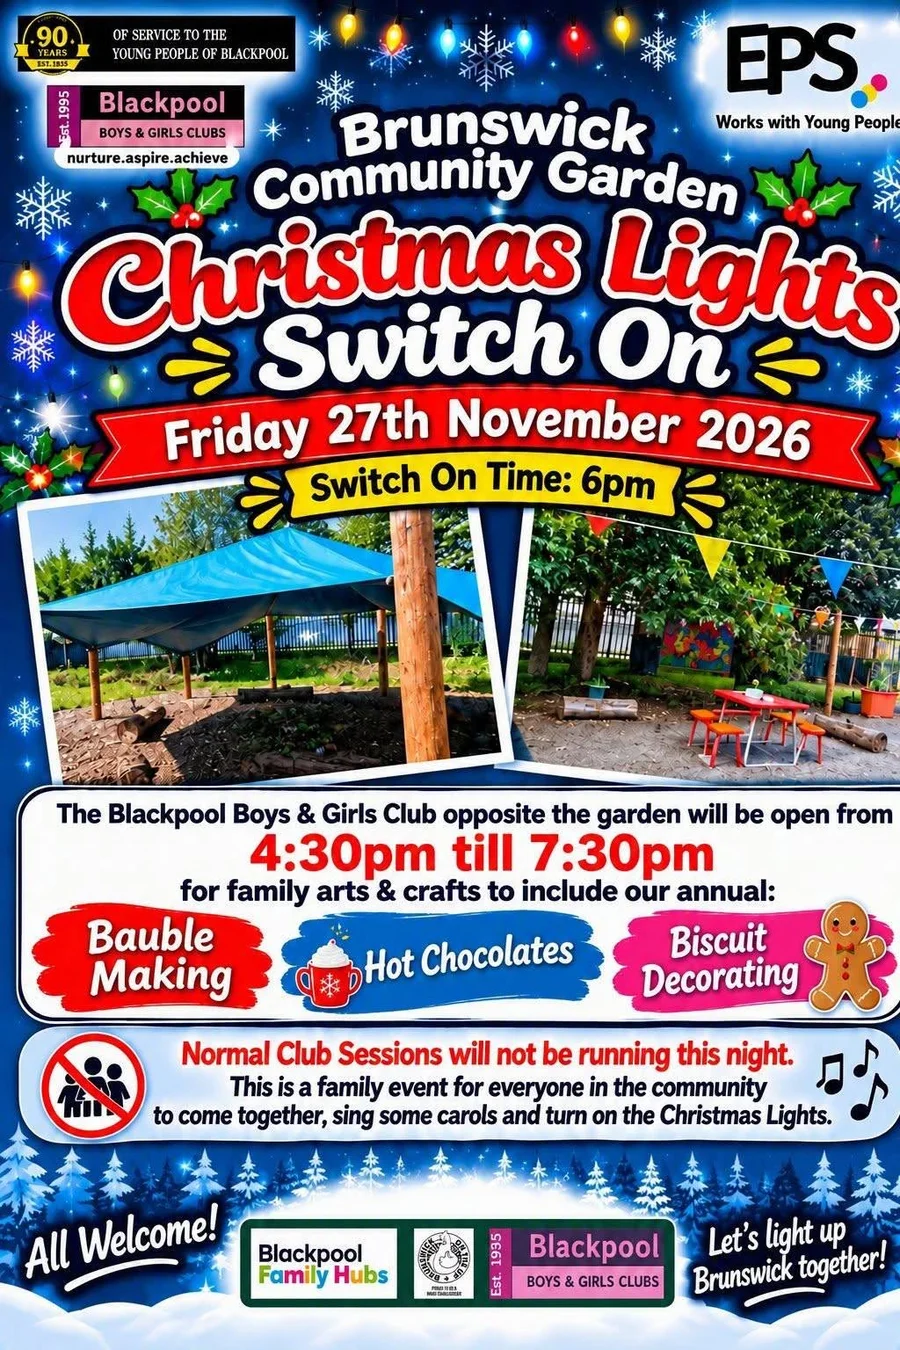 90
YEARS
EST. 1935
OF SERVICE TO THE
YOUNG PEOPLE OF BLACKPOOL
Est. 1995
Blackpool
BOYS & GIRLS CLUBS
nurture.aspire.achieve
EPS
Works with Young People
Brunswick
Community Garden
Christmas Lights
Switch On
Friday 27th November 2026
Switch On Time: 6pm
The Blackpool Boys & Girls Club opposite the garden will be open from
4:30pm till 7:30pm
for family arts & crafts to include our annual:
Bauble
Making
Hot Chocolates
Biscuit
Decorating
Normal Club Sessions will not be running this night.
This is a family event for everyone in the community
to come together, sing some carols and turn on the Christmas Lights.
All Welcome!
Blackpool
Family Hubs
BRUNSWICK
Est. 1935
Blackpool
BOYS & GIRLS CLUBS
Let's light up
Brunswick together!